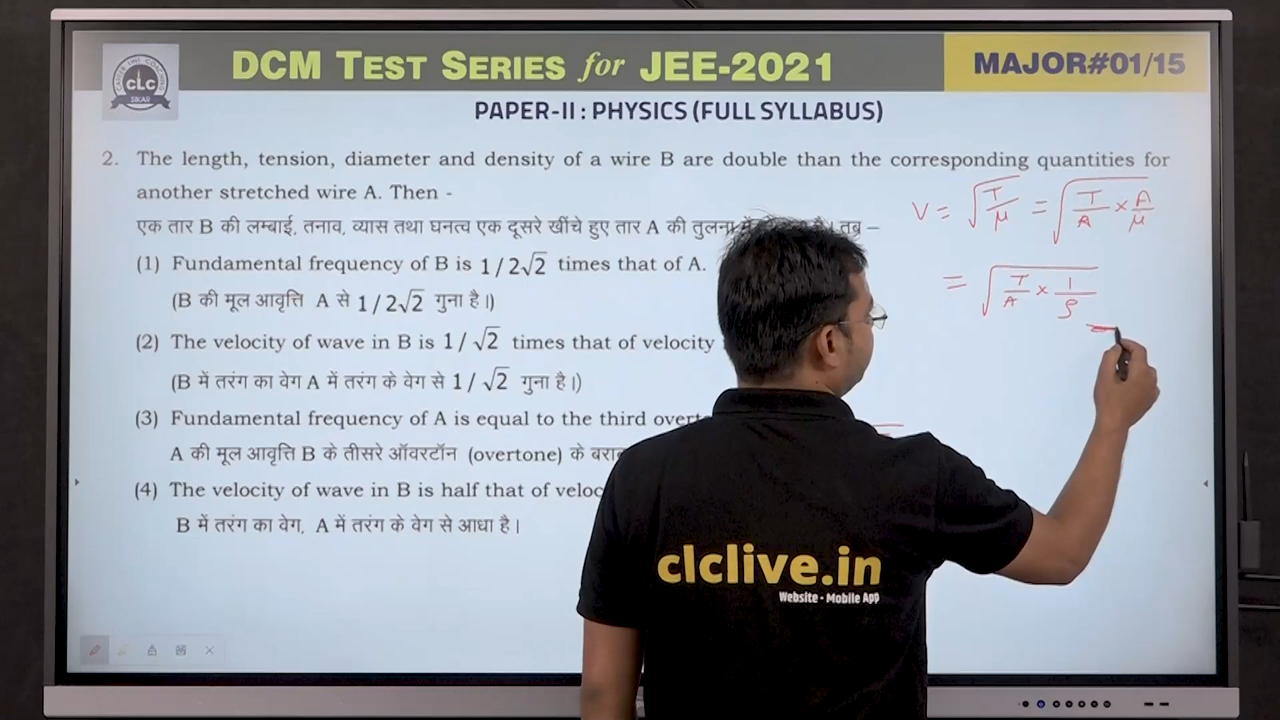 CLC
SIKAR
DCM TEST SERIES for JEE-2021
MAJOR#01/15
PAPER-II : PHYSICS (FULL SYLLABUS)
2. The length, tension, diameter and density of a wire B are double than the corresponding quantities for
another stretched wire A. Then -
एक तार B की लम्बाई, तनाव, व्यास तथा घनत्व एक दूसरे खींचे हुए तार A की तुलना में है। तब –
(1) Fundamental frequency of B is 1/2√2 times that of A.
(B की मूल आवृत्ति A से 1/2√2 गुना है।)
(2) The velocity of wave in B is 1/√2 times that of velocity
(B में तरंग का वेग A में तरंग के वेग से 1/√2 गुना है।)
(3) Fundamental frequency of A is equal to the third
A की मूल आवृत्ति B के तीसरे ऑवरटॉन (overtone) के
(4) The velocity of wave in B is half that of
B में तरंग का वेग, A में तरंग के वेग से आधा है।
V = √(T/μ) = √(T/A × A/μ)
= √(T/A × 1/ρ)
clclive.in
Website - Mobile App